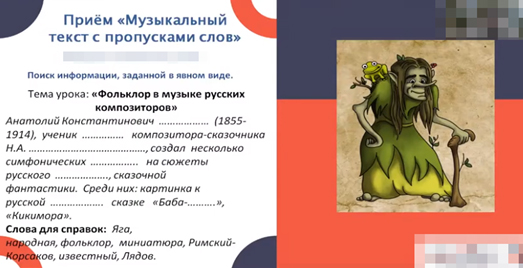 Приём «Музыкальный
текст с пропусками слов»
Поиск информации, заданной в явном виде.
Тема урока: «Фольклор в музыке русских
композиторов»
Анатолий Константинович ……………… (1855-
1914), ученик …………… композитора-сказочника
Н.А. …………………………………, создал несколько
симфонических …………….. на сюжеты
русского ………………., сказочной
фантастики. Среди них: картинка к
русской ………………. сказке «Баба-……….»,
«Кикимора».
Слова для справок: Яга,
народная, фольклор, миниатюра, Римский-
Корсаков, известный, Лядов.